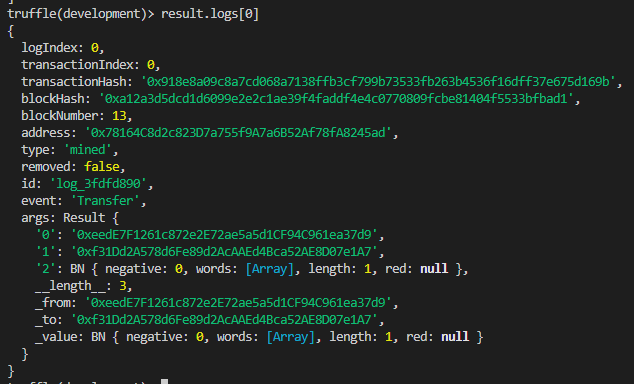 truffle(development)> result.logs[0]
{
  logIndex: 0,
  transactionIndex: 0,
  transactionHash: '0x918e8a09c8a7cd068a7138ffb3cf799b73533fb263b4536f16dff37e675d169b',
  blockHash: '0xa12a3d5dcd1d6099e2e2c1ae39f4faddf4e4c0770809fcbe81404f5533bfbad1',
  blockNumber: 13,
  address: '0x78164C8d2c823D7a755f9A7a6B52Af78fA8245ad',
  type: 'mined',
  removed: false,
  id: 'log_3fdfd890',
  event: 'Transfer',
  args: Result {
    '0': '0xeedE7F1261c872e2E72ae5a5d1CF94C961ea37d9',
    '1': '0xf31Dd2A578d6Fe89d2AcAAEd4Bca52AE8D07e1A7',
    '2': BN { negative: 0, words: [Array], length: 1, red: null },
    __length__: 3,
    _from: '0xeedE7F1261c872e2E72ae5a5d1CF94C961ea37d9',
    _to: '0xf31Dd2A578d6Fe89d2AcAAEd4Bca52AE8D07e1A7',
    _value: BN { negative: 0, words: [Array], length: 1, red: null }
  }
}